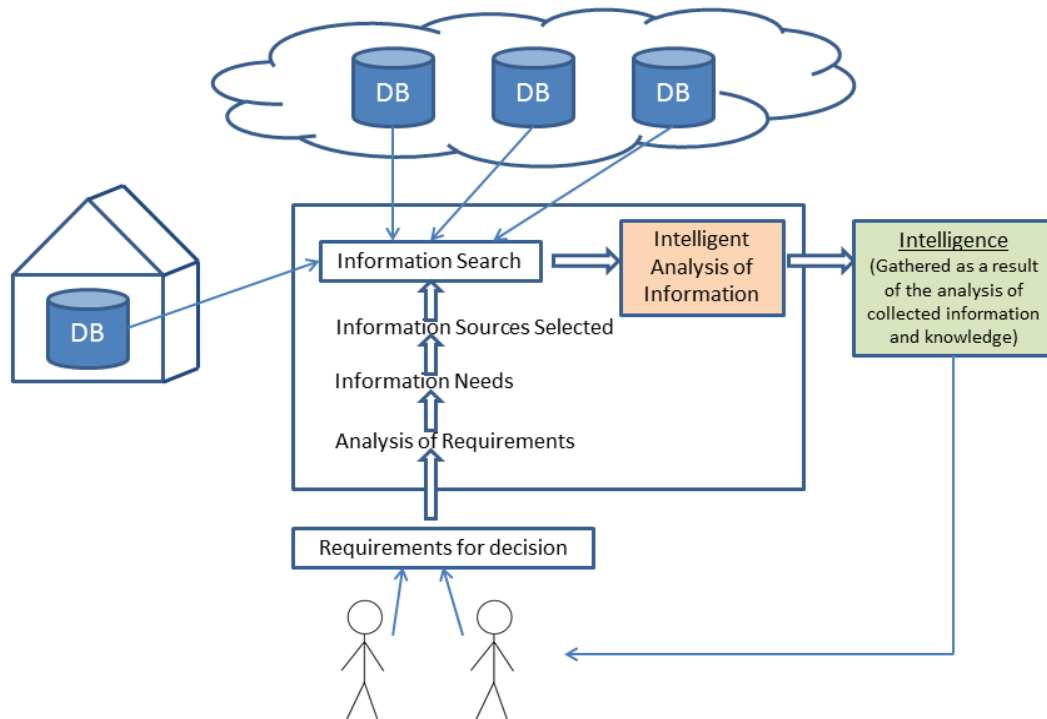 DB
DB
DB
Information Search
Intelligent
Analysis of
Information
Intelligence
(Gathered as a result
of the analysis of
collected information
and knowledge)
DB
Information Sources Selected
Information Needs
Analysis of Requirements
Requirements for decision